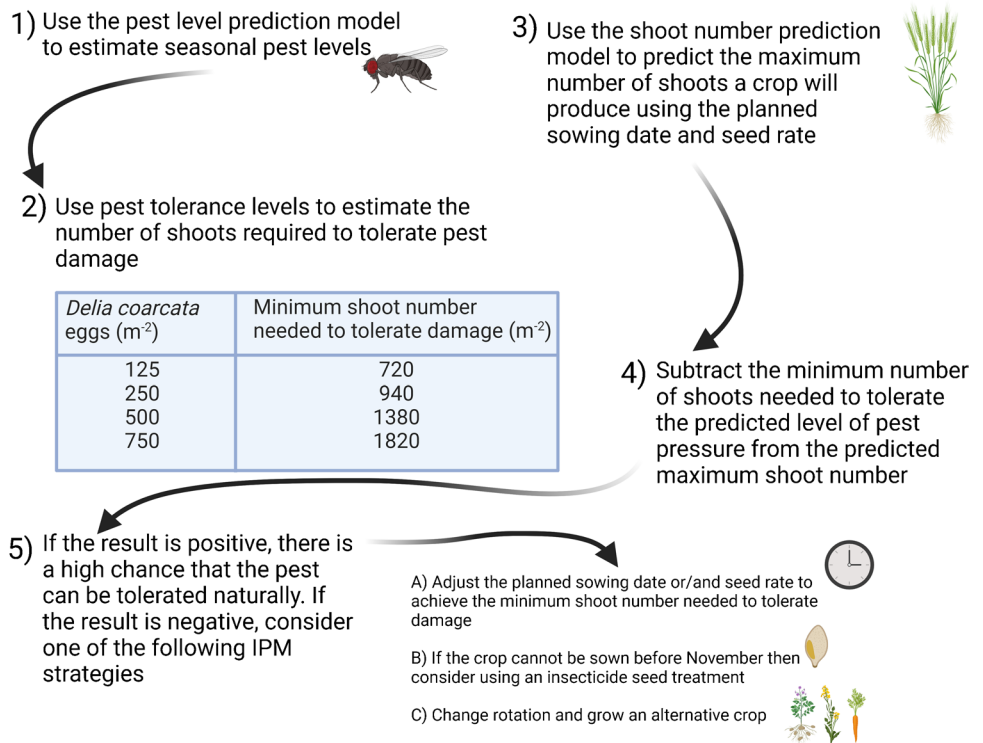 1) Use the pest level prediction model
to estimate seasonal pest levels
2) Use pest tolerance levels to estimate the
number of shoots required to tolerate pest
damage
Delia coarcata
eggs (m-2)
Minimum shoot number
needed to tolerate damage (m-2)
125 720
250 940
500 1380
750 1820
3) Use the shoot number prediction
model to predict the maximum
number of shoots a crop will
produce using the planned
sowing date and seed rate
4) Subtract the minimum number
of shoots needed to tolerate
the predicted level of pest
pressure from the predicted
maximum shoot number
5) If the result is positive, there is
a high chance that the pest
can be tolerated naturally. If
the result is negative, consider
one of the following IPM
strategies
A) Adjust the planned sowing date or/and seed rate to
achieve the minimum shoot number needed to tolerate
damage
B) If the crop cannot be sown before November then
consider using an insecticide seed treatment
C) Change rotation and grow an alternative crop